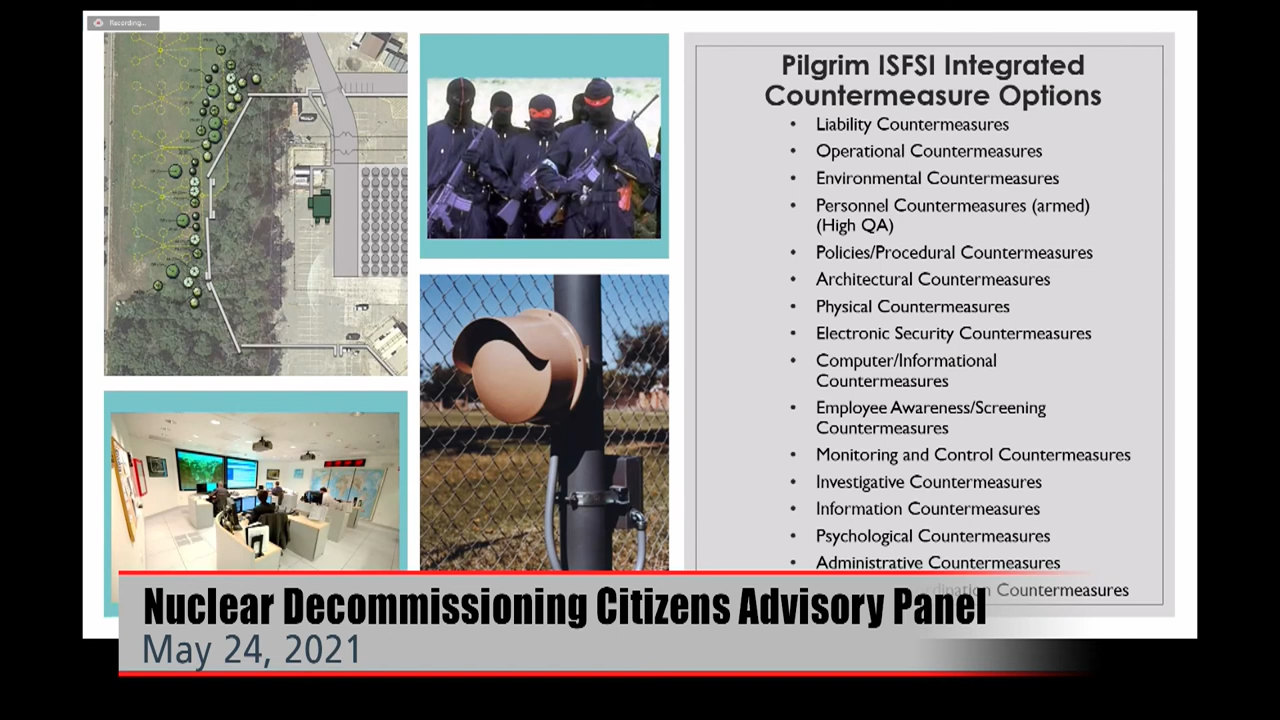 Recording...
Pilgrim ISFSI Integrated
Countermeasure Options
• Liability Countermeasures
• Operational Countermeasures
• Environmental Countermeasures
• Personnel Countermeasures (armed)
(High QA)
• Policies/Procedural Countermeasures
• Architectural Countermeasures
• Physical Countermeasures
• Electronic Security Countermeasures
• Computer/Informational
Countermeasures
• Employee Awareness/Screening
Countermeasures
• Monitoring and Control Countermeasures
• Investigative Countermeasures
• Information Countermeasures
• Psychological Countermeasures
• Administrative Countermeasures
Countermeasures
Nuclear Decommissioning Citizens Advisory Panel
May 24, 2021